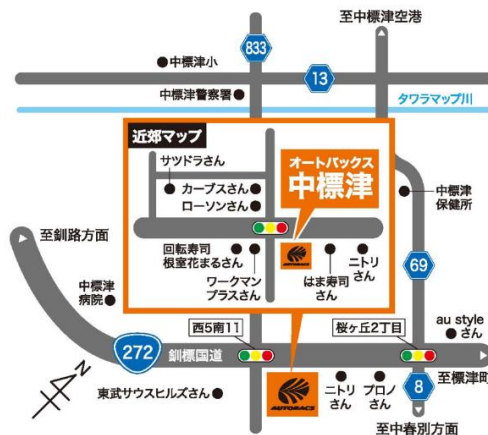 至中標津空港
833
中標津小
13
中標津警察署
タワラマップ川
近郊マップ
オートバックス
中標津
サツドラさん
カーブスさん
ローソンさん
中標津
保健所
至釧路方面
回転寿司
根室花まるさん
ワークマン
プラスさん
AUTOBACS
はま寿司
さん
ニトリ
さん
69
中標津
病院
西5南11
桜ヶ丘2丁目
au style
さん
272
釧標国道
至標津町
東武サウスヒルズさん
AUTOBACS
ニトリ
さん
プロノ
さん
8
至中春別方面
N